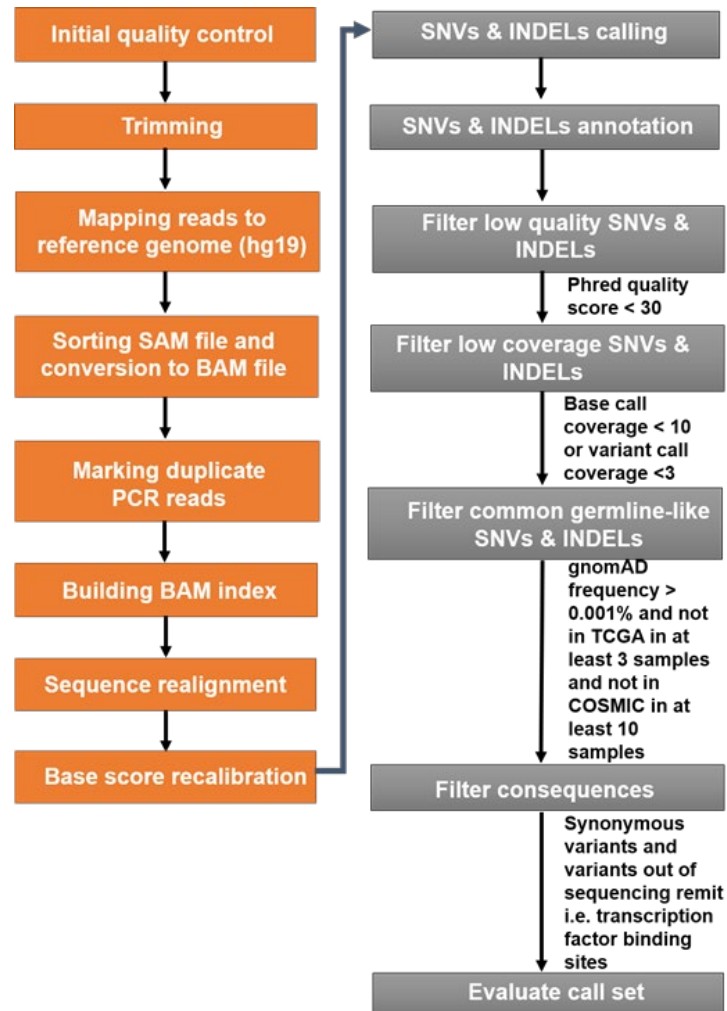 Initial quality control
Trimming
Mapping reads to
reference genome (hg19)
Sorting SAM file and
conversion to BAM file
Marking duplicate
PCR reads
Building BAM index
Sequence realignment
Base score recalibration
SNVs & INDELs calling
SNVs & INDELs annotation
Filter low quality SNVs &
INDELs
Phred quality
score < 30
Filter low coverage SNVs &
INDELs
Base call
coverage < 10
or variant call
coverage <3
Filter common germline-like
SNVs & INDELs
gnomAD
frequency >
0.001% and not
in TCGA in at
least 3 samples
and not in
COSMIC in at
least 10
samples
Filter consequences
Synonymous
variants and
variants out of
sequencing remit
i.e. transcription
factor binding
sites
Evaluate call set